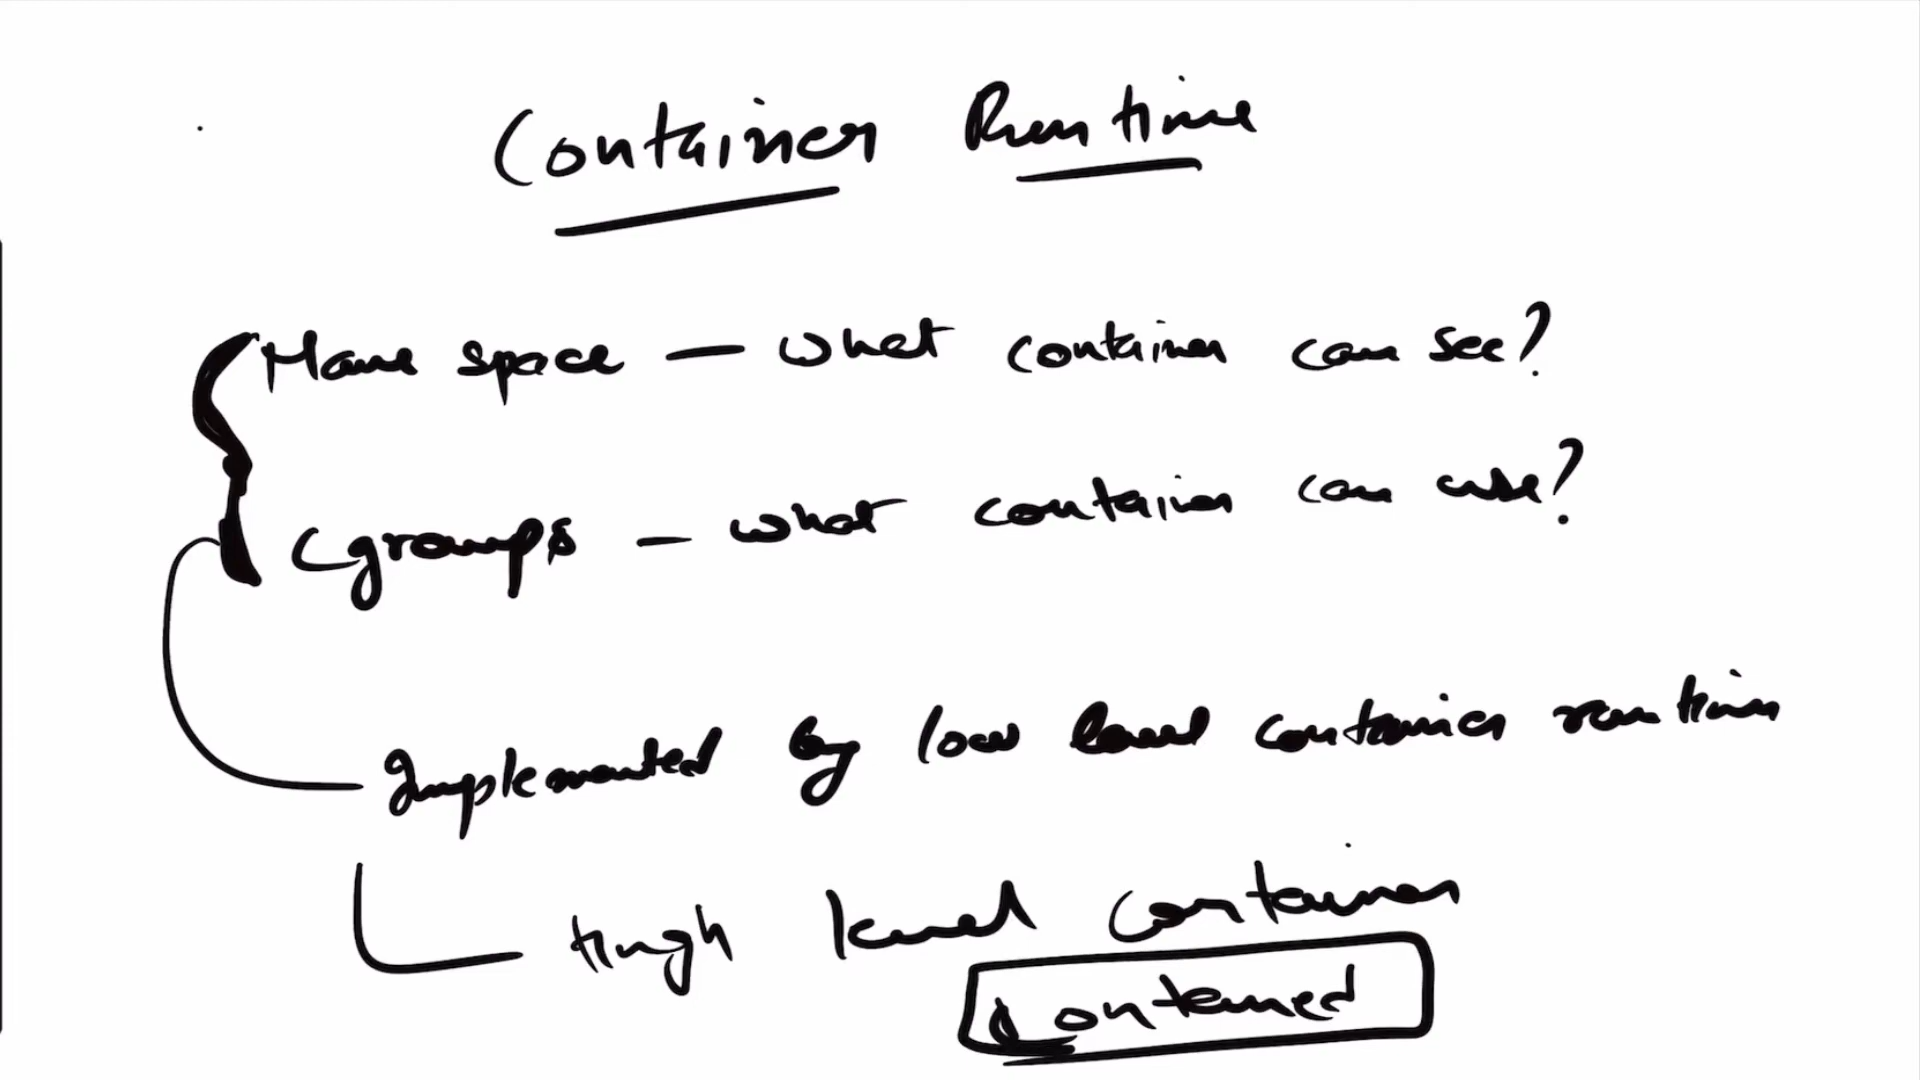 Container Runtime
Name space — what container can see?
Cgroups — what container can use?
Implemented by low level container runtime
High level container
Containerd